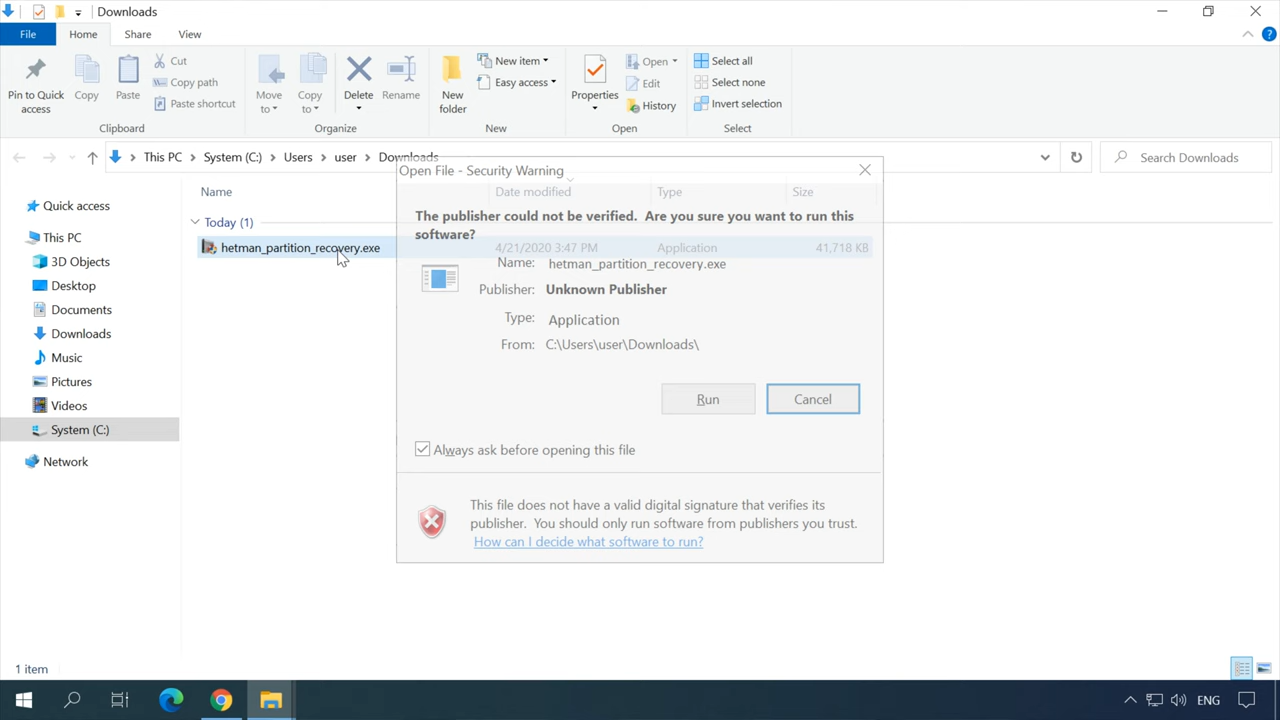 Downloads
File
Home
Share
View
Pin to Quick access
Copy
Paste
Cut
Copy path
Paste shortcut
Clipboard
Move to
Copy to
Delete
Rename
Organize
New folder
New item
Easy access
New
Properties
Open
Edit
History
Open
Select all
Select none
Invert selection
Select
This PC
System (C:)
Users
user
Downloads
Search Downloads
Quick access
This PC
3D Objects
Desktop
Documents
Downloads
Music
Pictures
Videos
System (C:)
Network
Name
Date modified
Type
Size
Today (1)
hetman_partition_recovery.exe
4/21/2020 3:47 PM
Application
41,718 KB
Open File - Security Warning
The publisher could not be verified. Are you sure you want to run this
software?
Name: hetman_partition_recovery.exe
Publisher: Unknown Publisher
Type: Application
From: C:\Users\user\Downloads\
Run
Cancel
Always ask before opening this file
This file does not have a valid digital signature that verifies its
publisher. You should only run software from publishers you trust.
How can I decide what software to run?
1 item
ENG